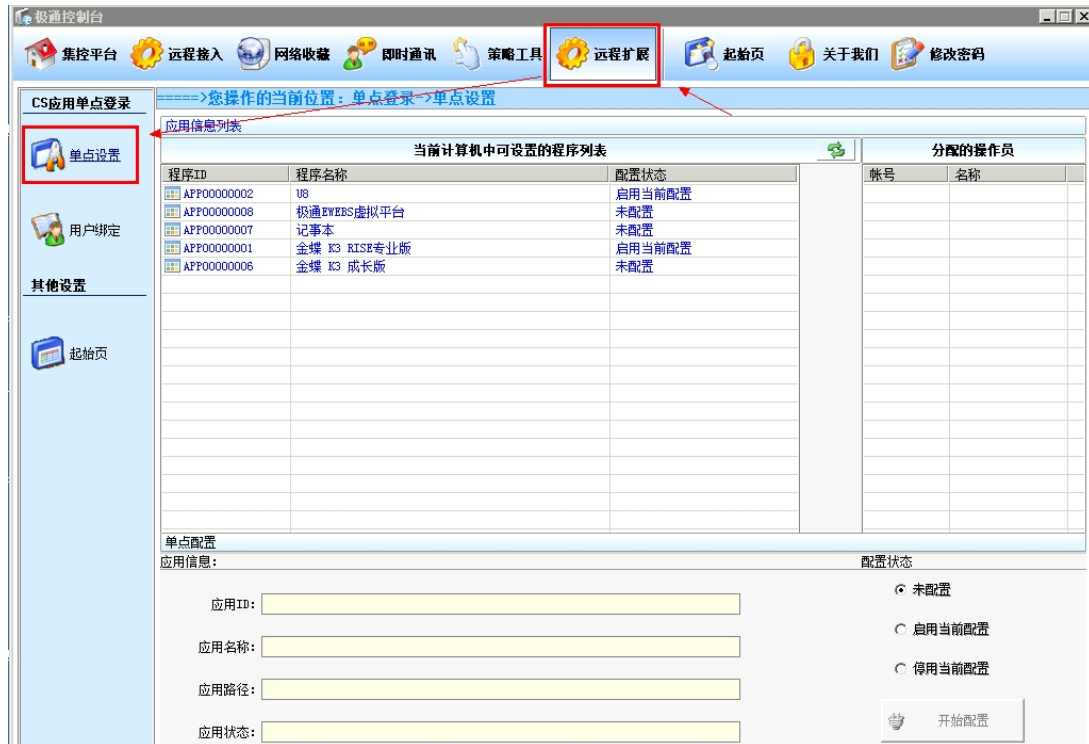 极通控制台
集控平台 远程接入 网络收藏 即时通讯 策略工具 远程扩展 起始页 关于我们 修改密码
CS应用单点登录
单点设置
用户绑定
其他设置
起始页
=====>您操作的当前位置：单点登录=>单点设置
应用信息列表
当前计算机中可设置的程序列表 分配的操作员
程序ID 程序名称 配置状态 帐号 名称
APP00000002 U8 启用当前配置
APP00000008 极通EWEBS虚拟平台 未配置
APP00000007 记事本 未配置
APP00000001 金蝶 K3 RISE专业版 启用当前配置
APP00000006 金蝶 K3 成长版 未配置
单点配置
应用信息： 配置状态
应用ID： 未配置
应用名称： 启用当前配置
应用路径： 停用当前配置
应用状态： 开始配置